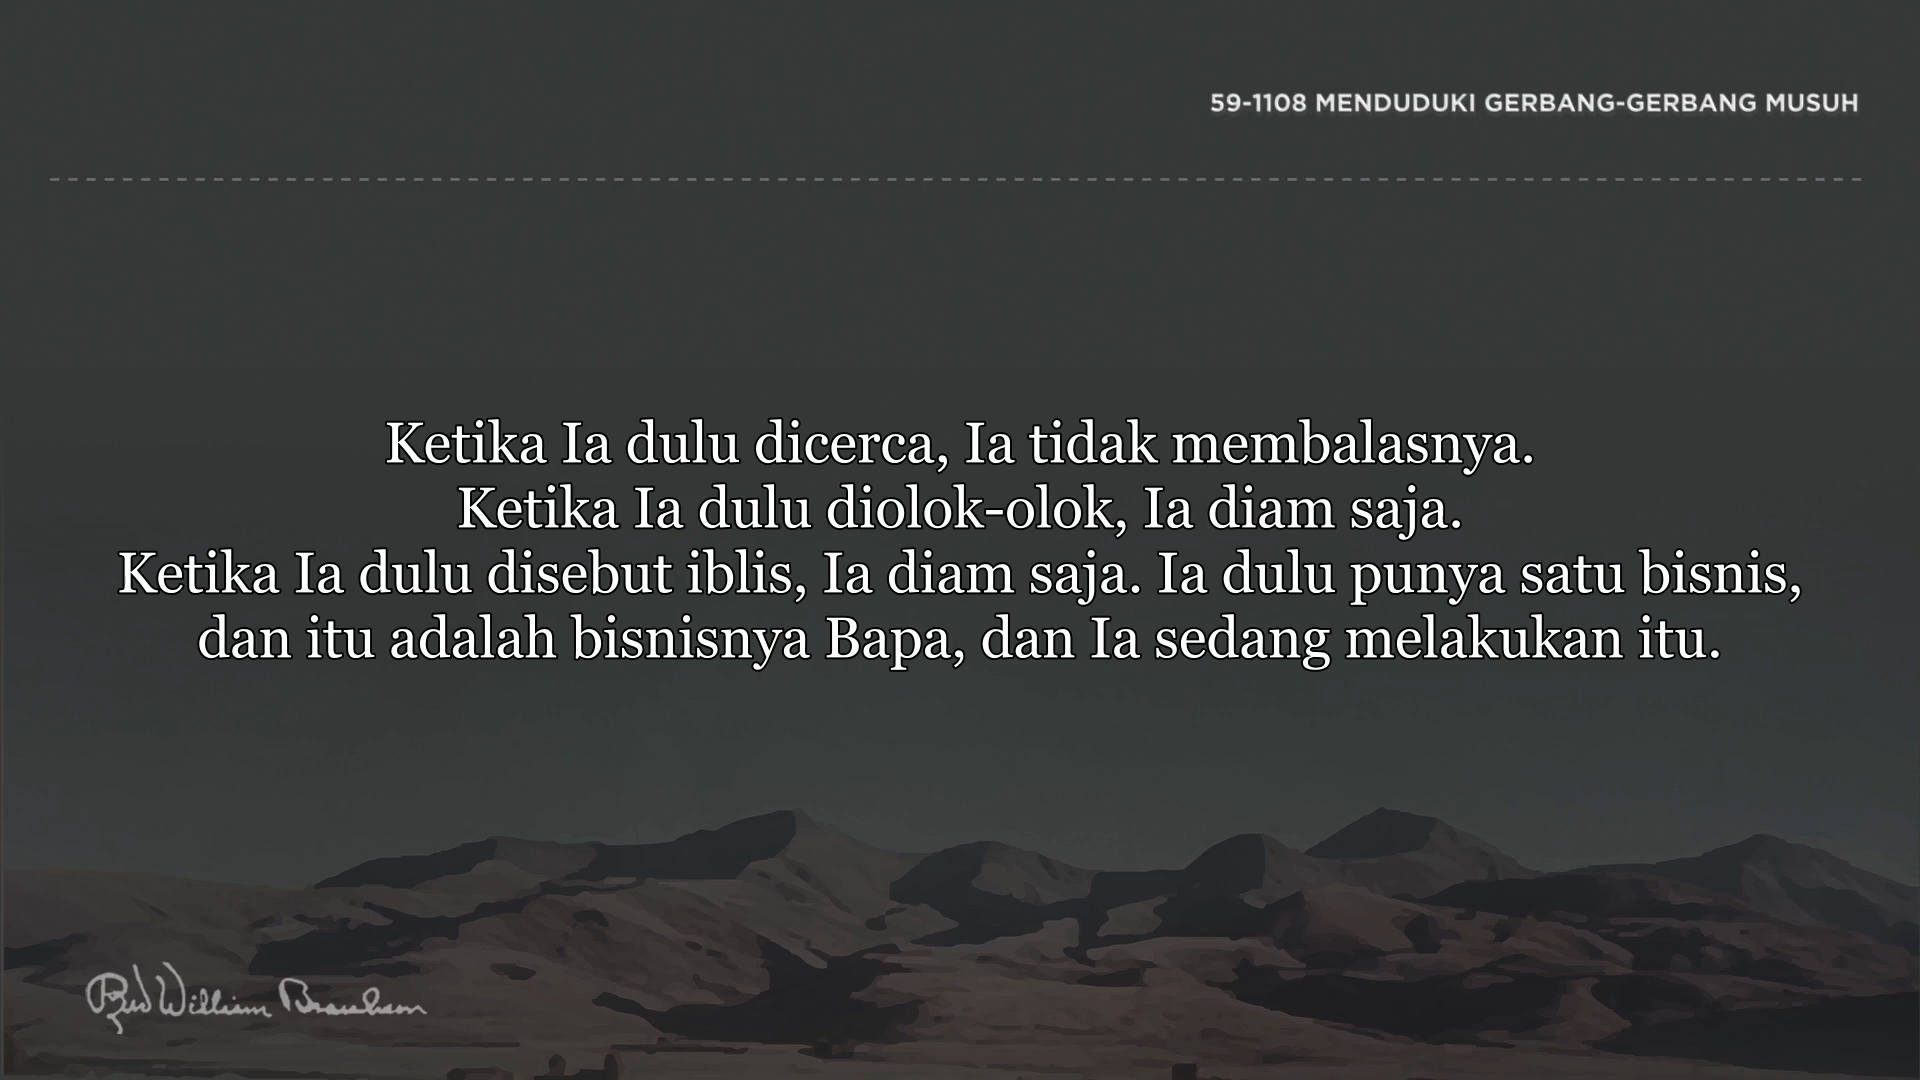 59-1108 MENDUDUKI GERBANG-GERBANG MUSUH
Ketika Ia dulu dicerca, Ia tidak membalasnya.
Ketika Ia dulu diolok-olok, Ia diam saja.
Ketika Ia dulu disebut iblis, Ia diam saja. Ia dulu punya satu bisnis,
dan itu adalah bisnisnya Bapa, dan Ia sedang melakukan itu.
Rev William Branham